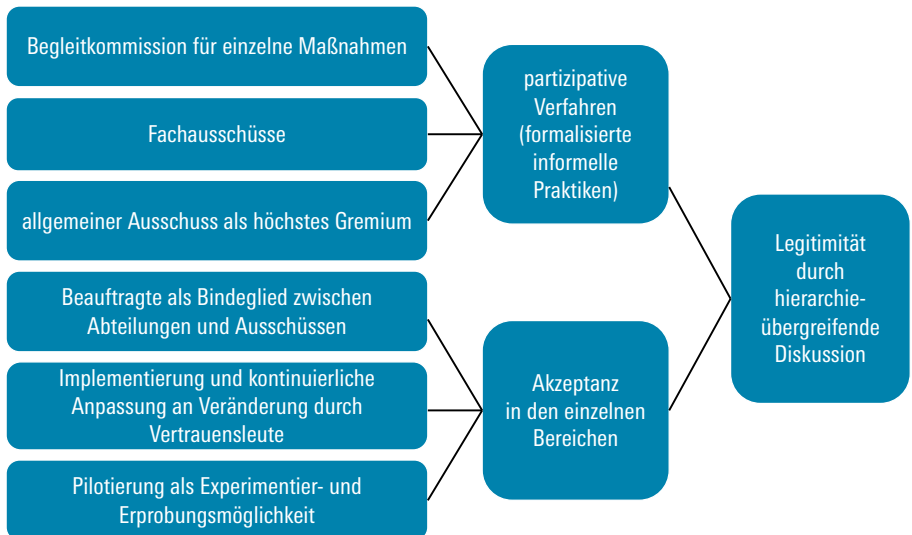 Begleitkommission für einzelne Maßnahmen
Fachausschüsse
allgemeiner Ausschuss als höchstes Gremium
Beauftragte als Bindeglied zwischen
Abteilungen und Ausschüssen
Implementierung und kontinuierliche
Anpassung an Veränderung durch
Vertrauensleute
Pilotierung als Experimentier- und
Erprobungsmöglichkeit
partizipative
Verfahren
(formalisierte
informelle
Praktiken)
Akzeptanz
in den einzelnen
Bereichen
Legitimität
durch
hierarchie-
übergreifende
Diskussion